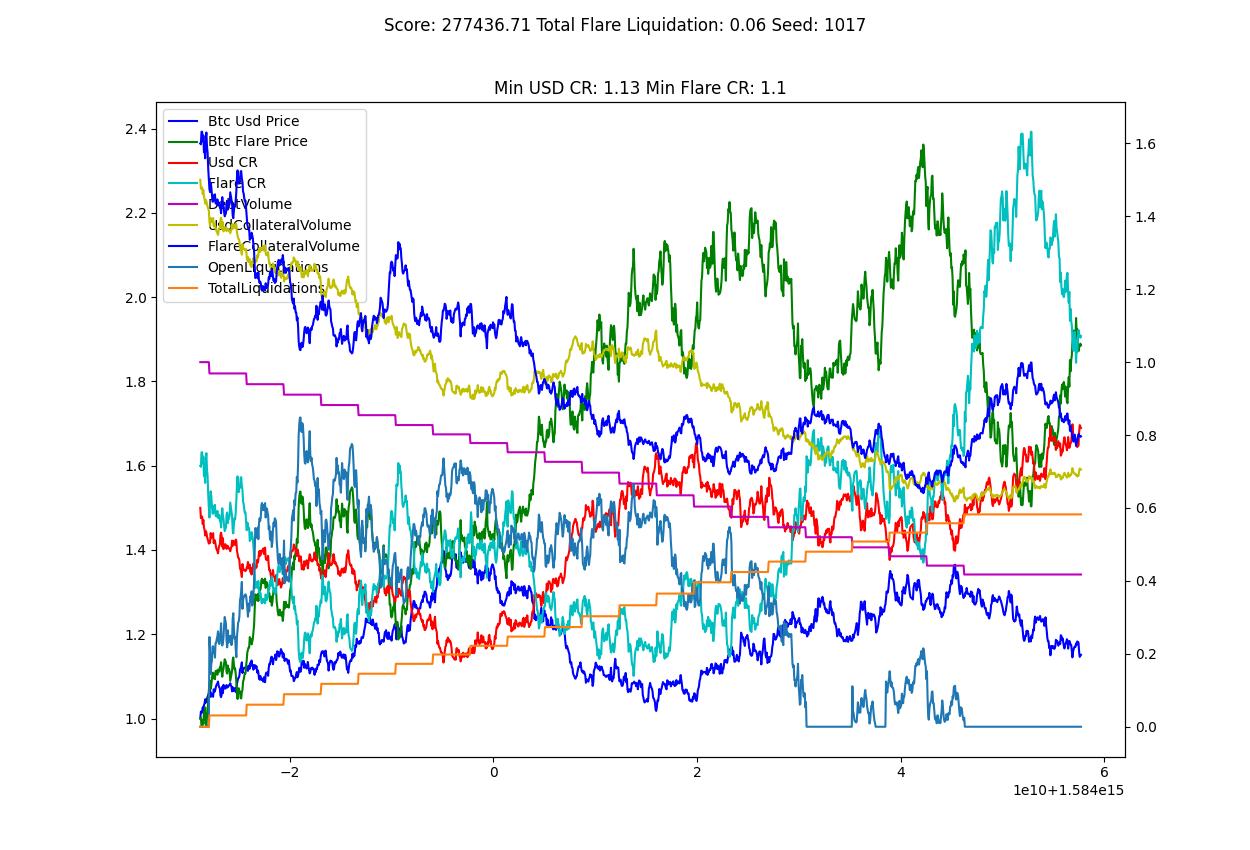 Score: 277436.71 Total Flare Liquidation: 0.06 Seed: 1017
Min USD CR: 1.13 Min Flare CR: 1.1
Btc Usd Price
Btc Flare Price
Usd CR
Flare CR
DebtVolume
UsdCollateralVolume
FlareCollateralVolume
OpenLiquidations
TotalLiquidations
2.4
2.2
2.0
1.8
1.6
1.4
1.2
1.0
1.6
1.4
1.2
1.0
0.8
0.6
0.4
0.2
0.0
−2 0 2 4 6
1e10+1.584e15